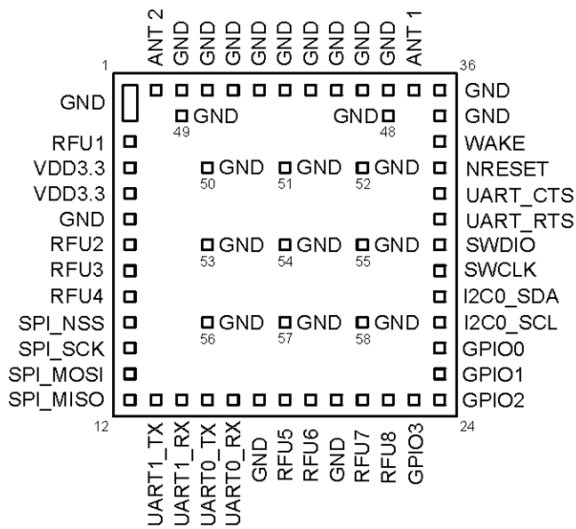 ANT 2
GND
GND
GND
GND
GND
GND
GND
GND
GND
ANT 1
1
36
GND
GND
GND
49
GND
48
GND
RFU1
WAKE
VDD3.3
GND
50
GND
51
GND
52
NRESET
VDD3.3
UART_CTS
GND
UART_RTS
RFU2
GND
53
GND
54
GND
55
SWDIO
RFU3
SWCLK
RFU4
I2C0_SDA
SPI_NSS
GND
56
GND
57
GND
58
I2C0_SCL
SPI_SCK
GPIO0
SPI_MOSI
GPIO1
SPI_MISO
GPIO2
12
24
UART1_TX
UART1_RX
UART0_TX
UART0_RX
GND
RFU5
RFU6
GND
RFU7
RFU8
GPIO3